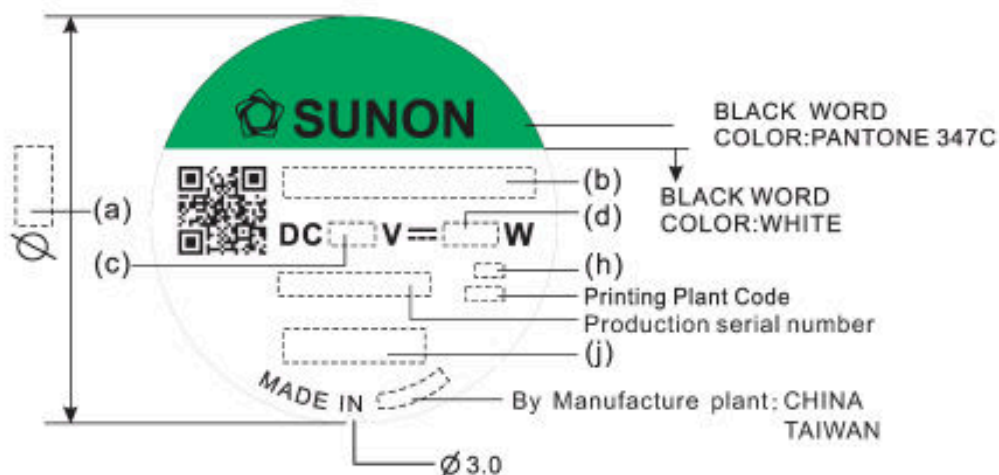 SUNON
BLACK WORD
COLOR:PANTONE 347C
(b)
BLACK WORD
COLOR:WHITE
(a)
Ø
(d)
DC V W
(c)
(h)
Printing Plant Code
Production serial number
(j)
MADE IN
By Manufacture plant: CHINA
TAIWAN
Ø 3.0